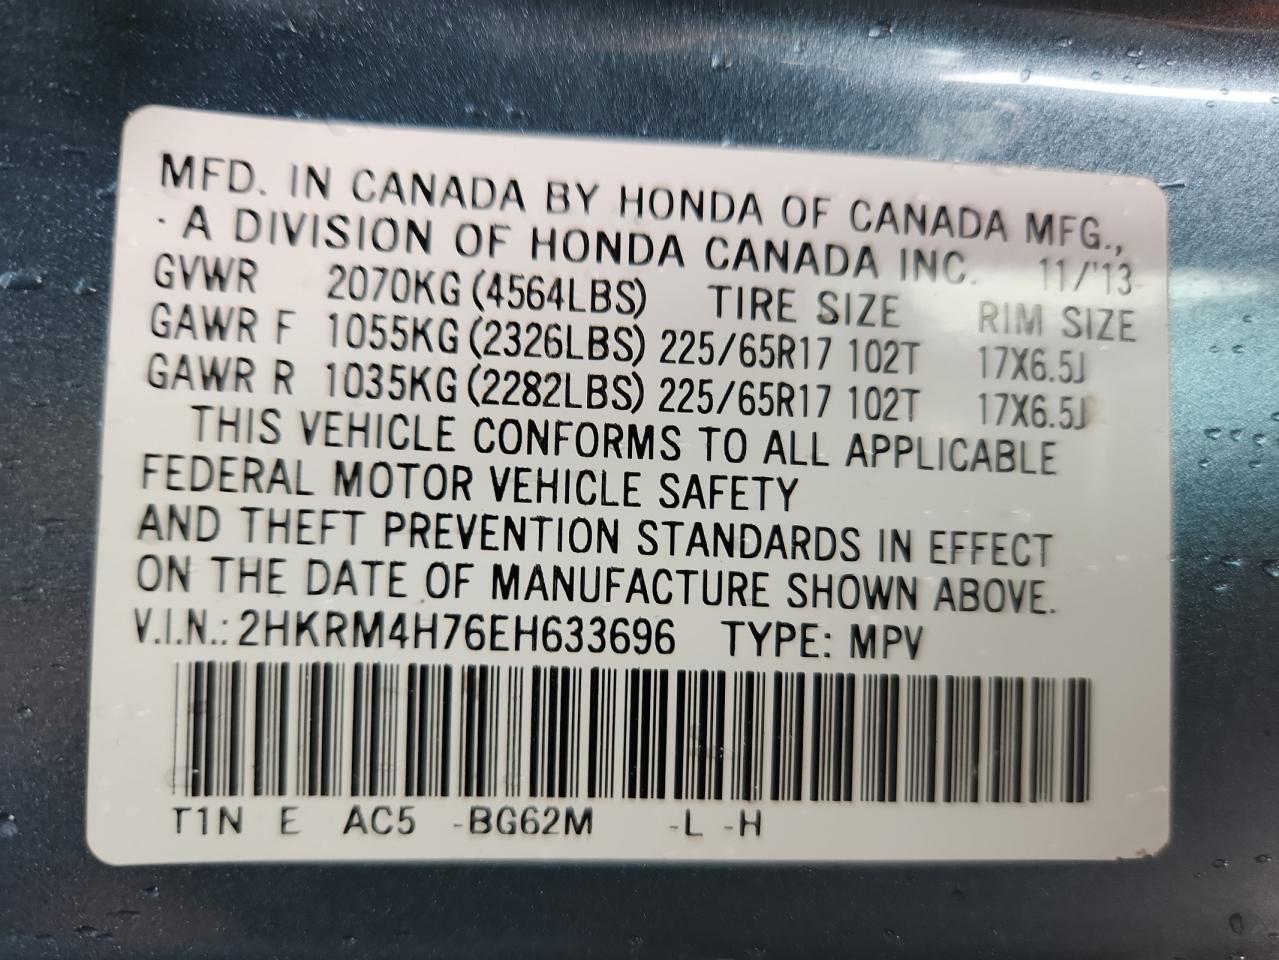 MFD. IN CANADA BY HONDA OF CANADA MFG.,
· A DIVISION OF HONDA CANADA INC. 11/'13
GVWR 2070KG (4564LBS) TIRE SIZE RIM SIZE
GAWR F 1055KG (2326LBS) 225/65R17 102T 17X6.5J
GAWR R 1035KG (2282LBS) 225/65R17 102T 17X6.5J
THIS VEHICLE CONFORMS TO ALL APPLICABLE
FEDERAL MOTOR VEHICLE SAFETY
AND THEFT PREVENTION STANDARDS IN EFFECT
ON THE DATE OF MANUFACTURE SHOWN ABOVE.
V.I.N.: 2HKRM4H76EH633696 TYPE: MPV
T1N E AC5 -BG62M -L -H